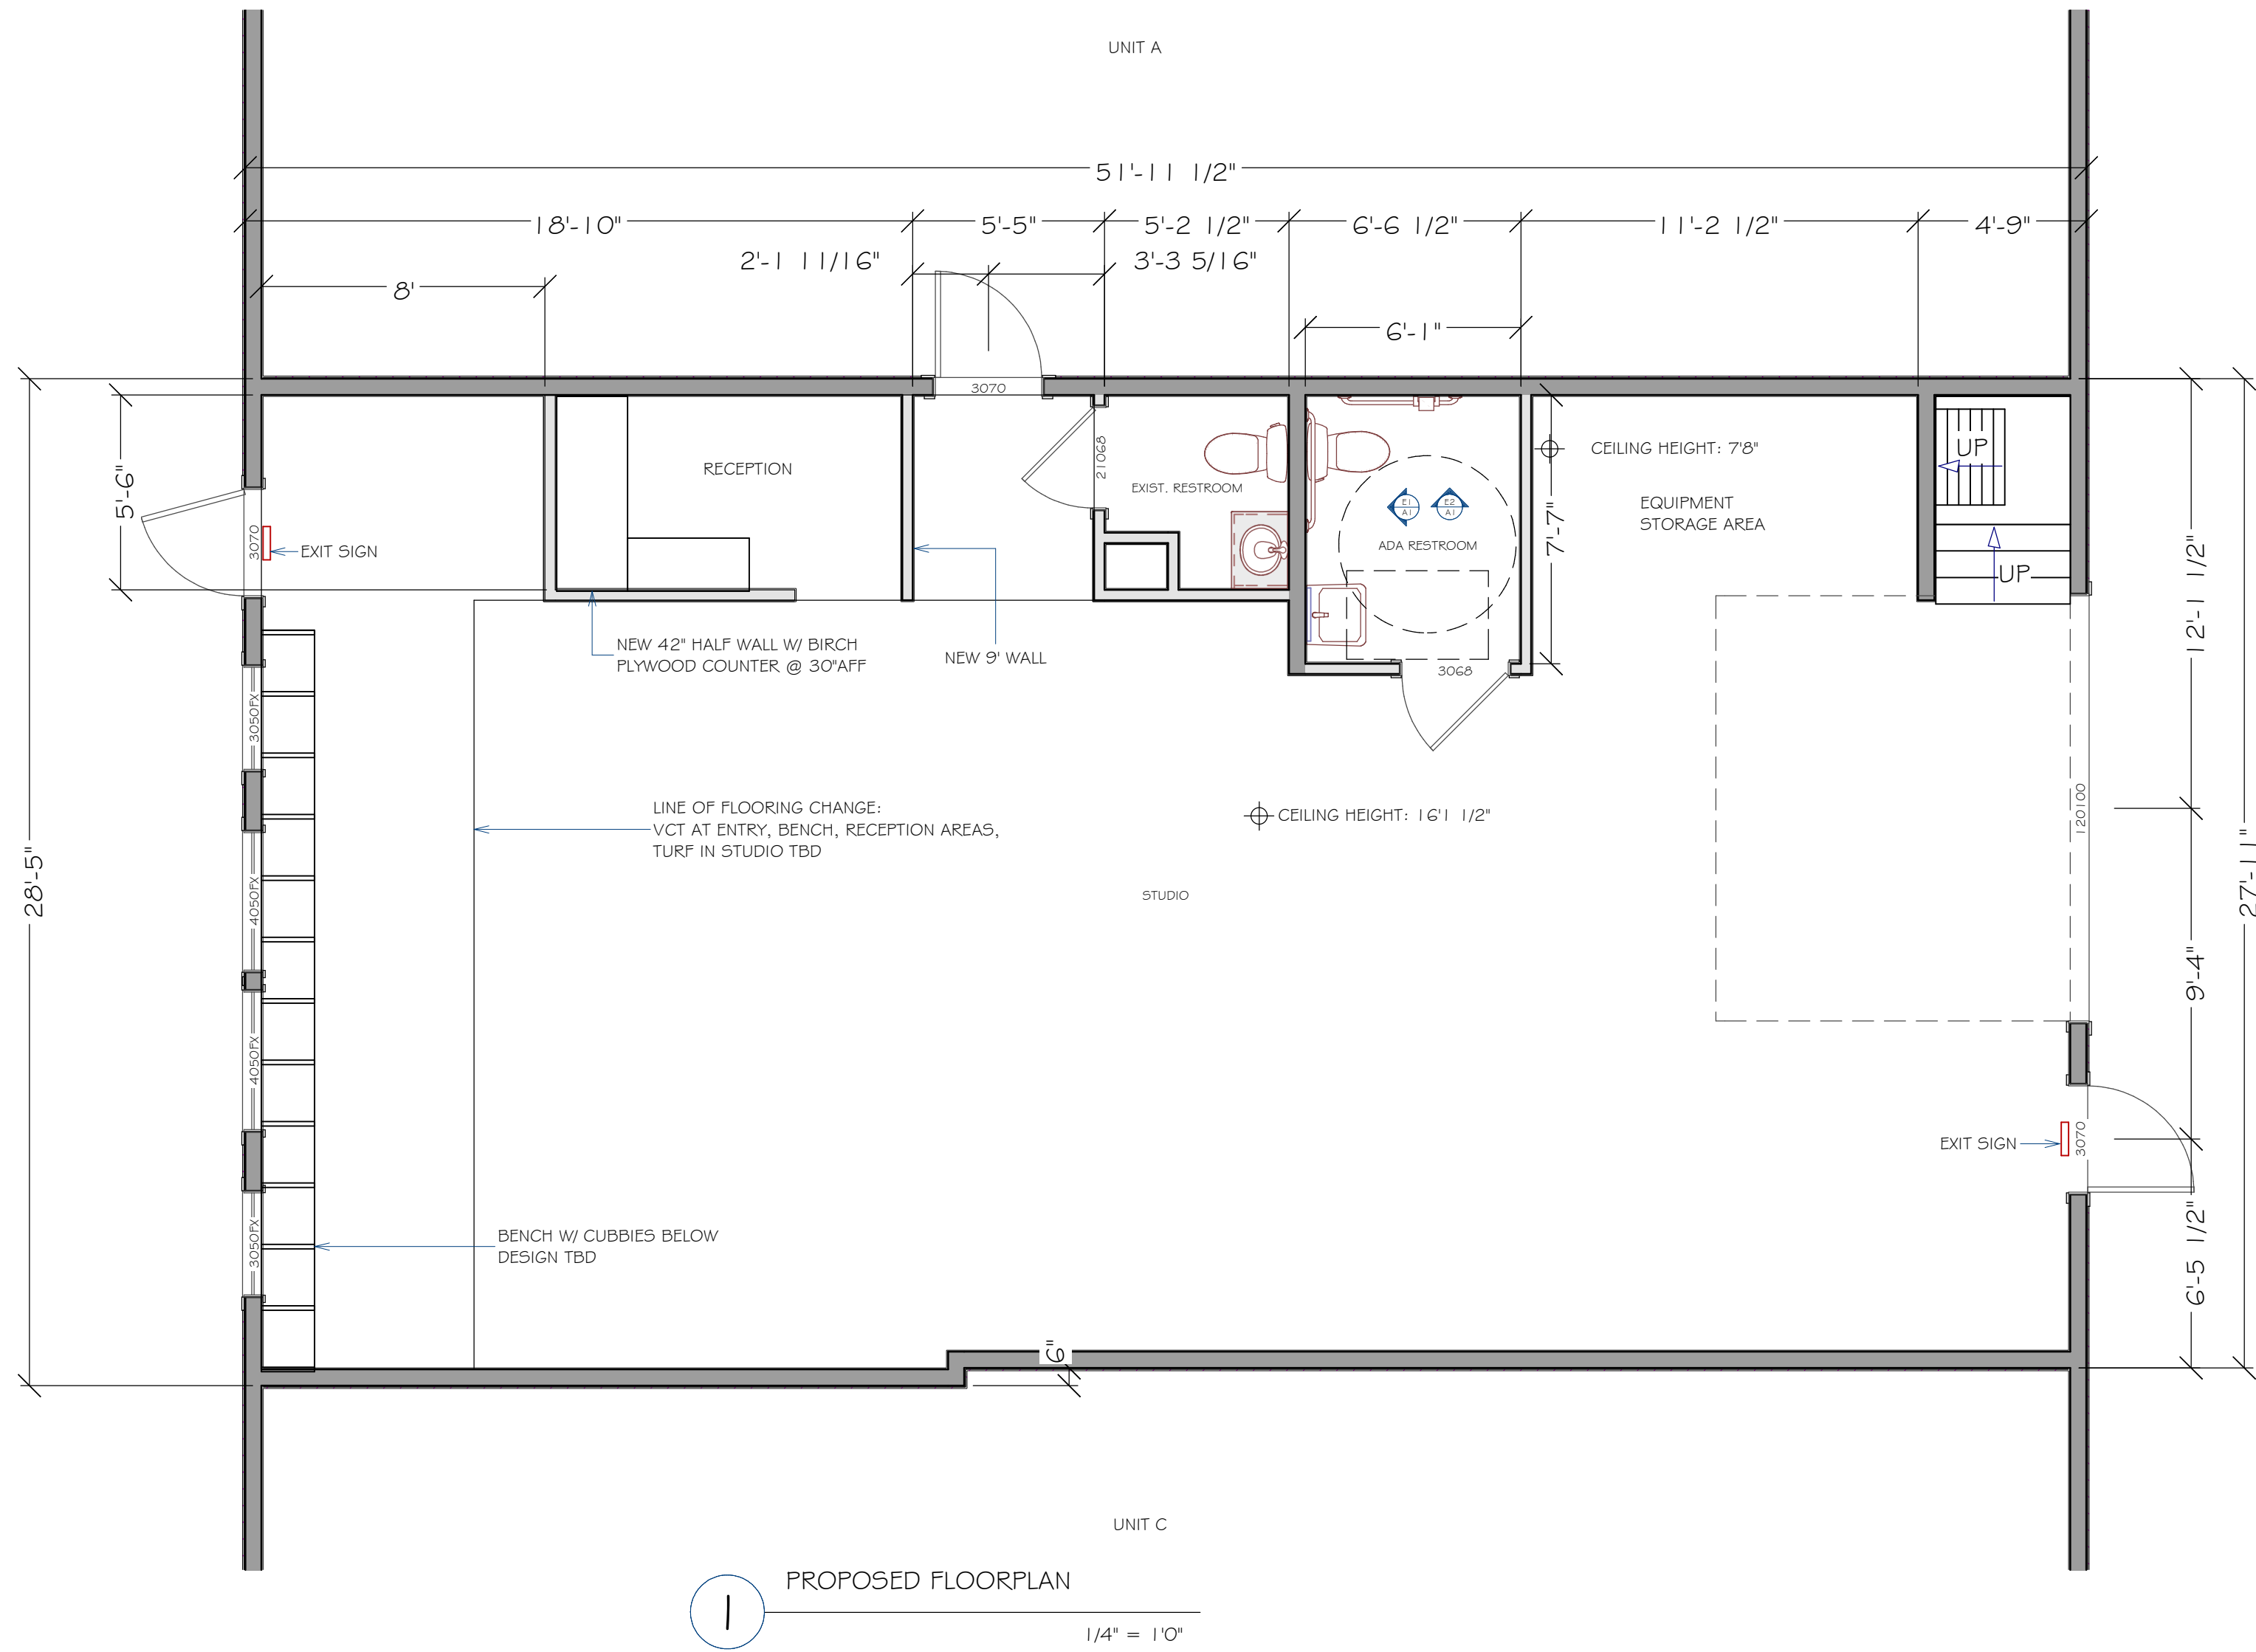 UNIT A
51'-11 1/2"
18'-10"
5'-5"
5'-2 1/2"
6'-6 1/2"
11'-2 1/2"
4'-9"
2'-1 11/16"
3'-3 5/16"
8'
6'-1"
3070
5'-6"
RECEPTION
21068
EXIST. RESTROOM
E1
A1
E2
A1
ADA RESTROOM
7'-7"
CEILING HEIGHT: 7'8"
EQUIPMENT
STORAGE AREA
UP
UP
3070
EXIT SIGN
12'-1 1/2"
NEW 42" HALF WALL W/ BIRCH
PLYWOOD COUNTER @ 30"AFF
NEW 9' WALL
3068
3050FX
LINE OF FLOORING CHANGE:
VCT AT ENTRY, BENCH, RECEPTION AREAS,
TURF IN STUDIO TBD
CEILING HEIGHT: 16'1 1/2"
120100
28'-5"
27'-11"
4050FX
STUDIO
9'-4"
4050FX
EXIT SIGN
3070
3050FX
BENCH W/ CUBBIES BELOW
DESIGN TBD
6'-5 1/2"
6"
UNIT C
1
PROPOSED FLOORPLAN
1/4" = 1'0"